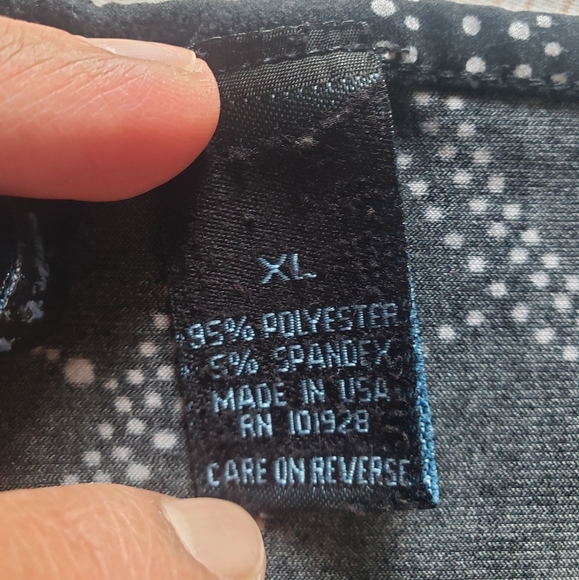 XL
95% POLYESTER
5% SPANDEX
MADE IN USA
RN 101928
CARE ON REVERSE